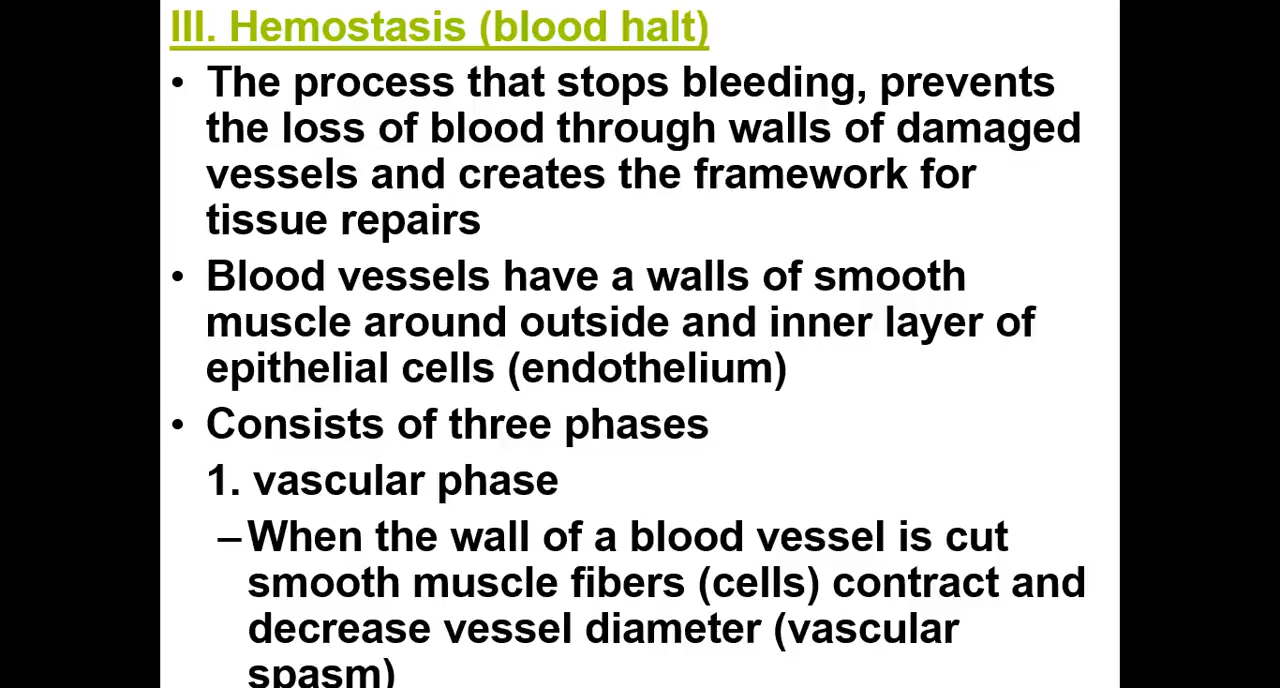 III. Hemostasis (blood halt)
• The process that stops bleeding, prevents
the loss of blood through walls of damaged
vessels and creates the framework for
tissue repairs
• Blood vessels have a walls of smooth
muscle around outside and inner layer of
epithelial cells (endothelium)
• Consists of three phases
1. vascular phase
–When the wall of a blood vessel is cut
smooth muscle fibers (cells) contract and
decrease vessel diameter (vascular
spasm)